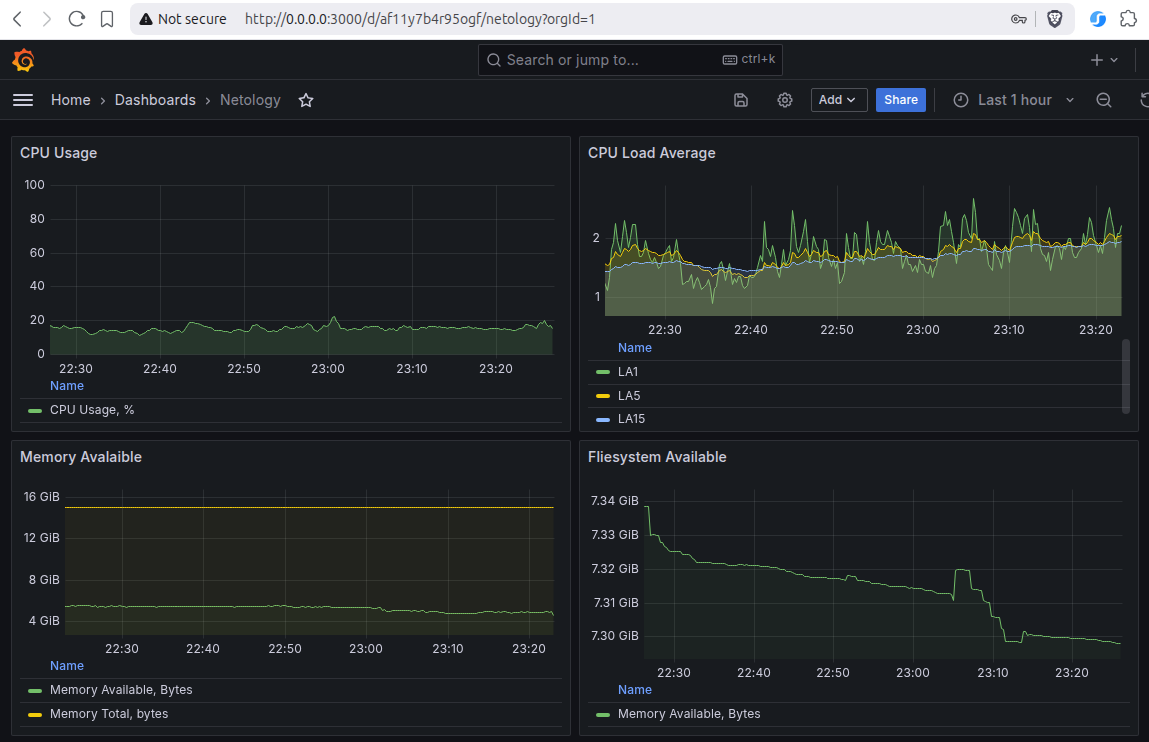 Not secure http://0.0.0.0:3000/d/af11y7b4r95ogf/netology?orgId=1
Search or jump to... ctrl+k
Home › Dashboards › Netology Add Share Last 1 hour
CPU Usage
100
80
60
40
20
0
22:30 22:40 22:50 23:00 23:10 23:20
Name
CPU Usage, %
CPU Load Average
2
1
22:30 22:40 22:50 23:00 23:10 23:20
Name
LA1
LA5
LA15
Memory Avalaible
16 GiB
12 GiB
8 GiB
4 GiB
22:30 22:40 22:50 23:00 23:10 23:20
Name
Memory Available, Bytes
Memory Total, bytes
Fliesystem Available
7.34 GiB
7.33 GiB
7.32 GiB
7.31 GiB
7.30 GiB
22:30 22:40 22:50 23:00 23:10 23:20
Name
Memory Available, Bytes